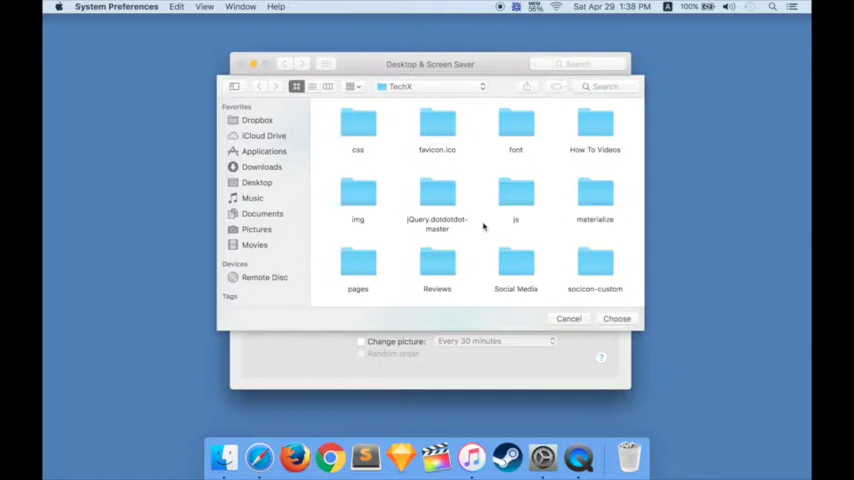 System Preferences Edit View Window Help MEM 56% Sat Apr 29 1:38 PM A 100%
Desktop & Screen Saver Search
TechX Search
Favorites
Dropbox
iCloud Drive
Applications
Downloads
Desktop
Music
Documents
Pictures
Movies
Devices
Remote Disc
Tags
css favicon.ico font How To Videos
img jQuery.dotdotdot- js materialize
master
pages Reviews Social Media socicon-custom
Cancel Choose
Change picture: Every 30 minutes
Random order ?